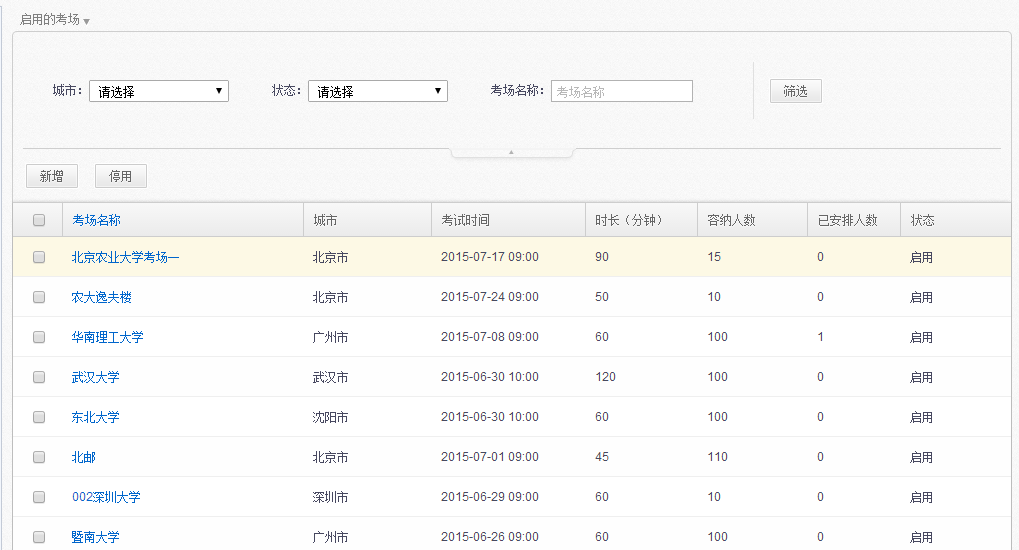 启用的考场
城市： 请选择 状态： 请选择 考场名称： 考场名称 筛选
新增 停用
考场名称 城市 考试时间 时长（分钟） 容纳人数 已安排人数 状态
北京农业大学考场一 北京市 2015-07-17 09:00 90 15 0 启用
农大逸夫楼 北京市 2015-07-24 09:00 50 10 0 启用
华南理工大学 广州市 2015-07-08 09:00 60 100 1 启用
武汉大学 武汉市 2015-06-30 10:00 120 100 0 启用
东北大学 沈阳市 2015-06-30 10:00 60 100 0 启用
北邮 北京市 2015-07-01 09:00 45 110 0 启用
002深圳大学 深圳市 2015-06-29 09:00 60 10 0 启用
暨南大学 广州市 2015-06-26 09:00 60 100 0 启用